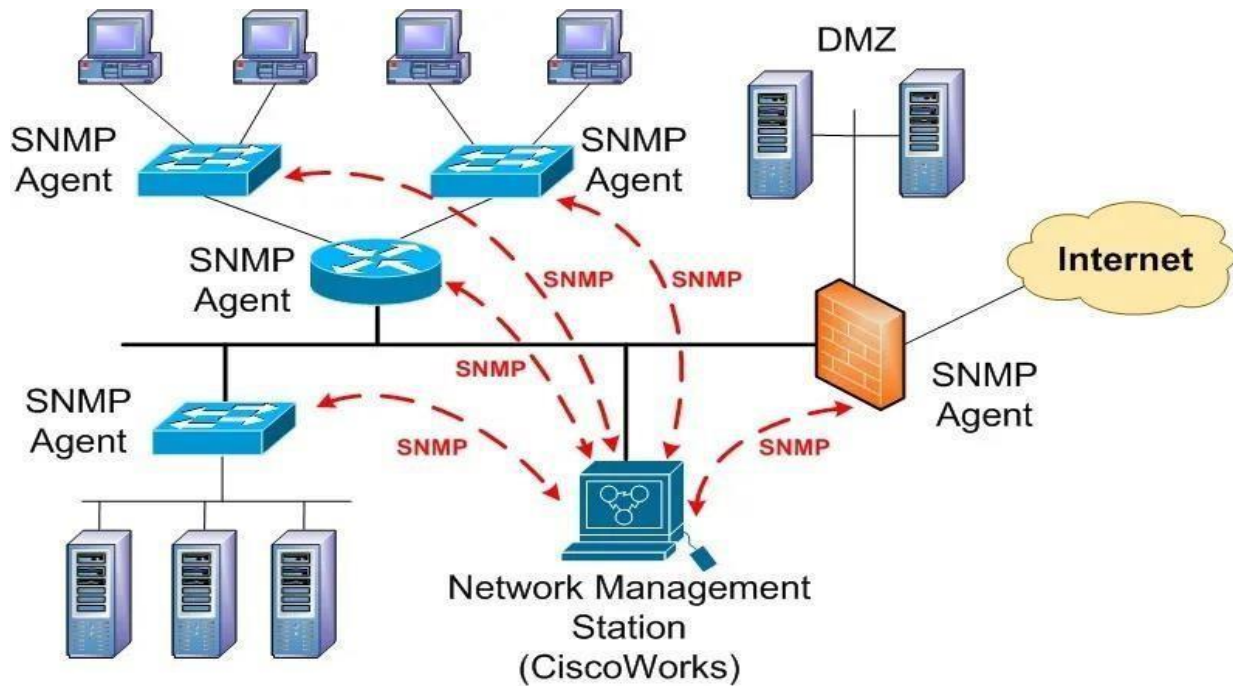 DMZ
SNMP
Agent
SNMP
Agent
SNMP
Agent
SNMP
SNMP
Internet
SNMP
SNMP
Agent
SNMP
Agent
SNMP
SNMP
Network Management
Station
(CiscoWorks)